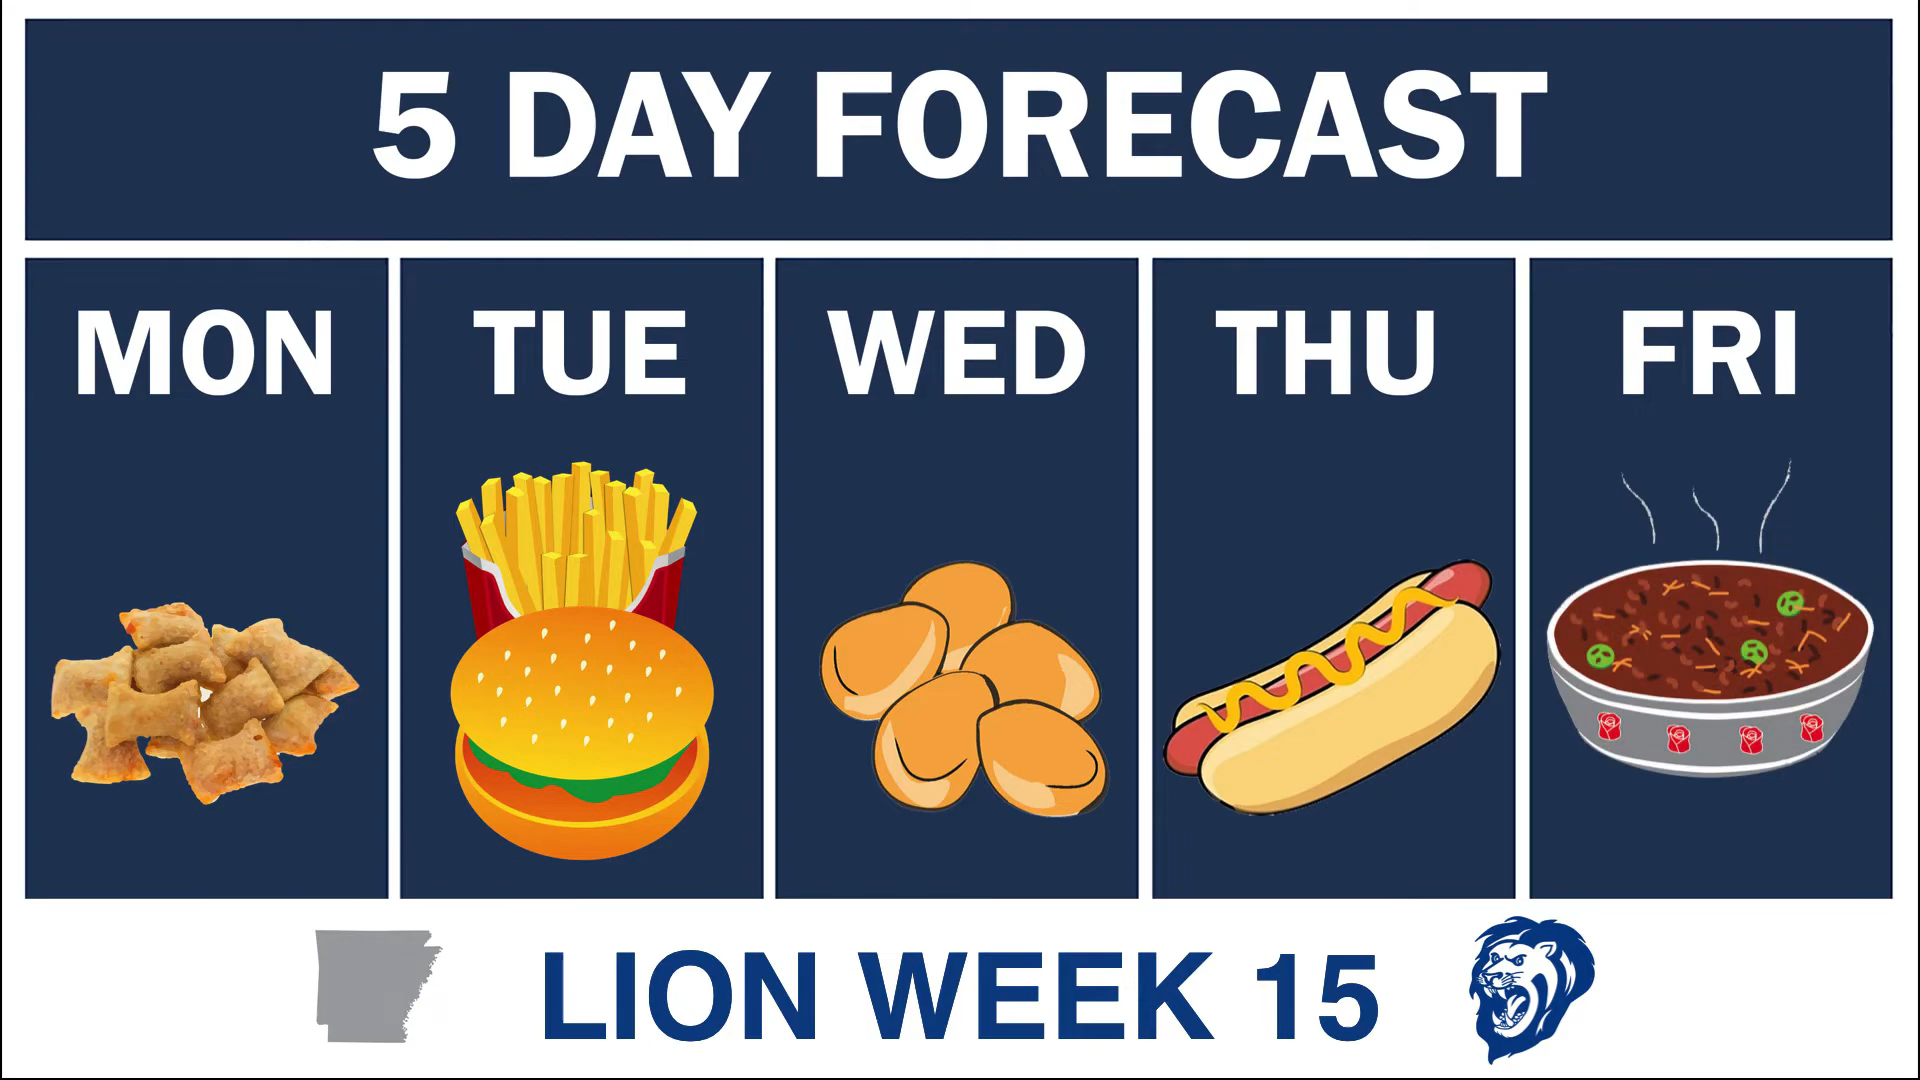 5 DAY FORECAST
MON
TUE
WED
THU
FRI
LION WEEK 15